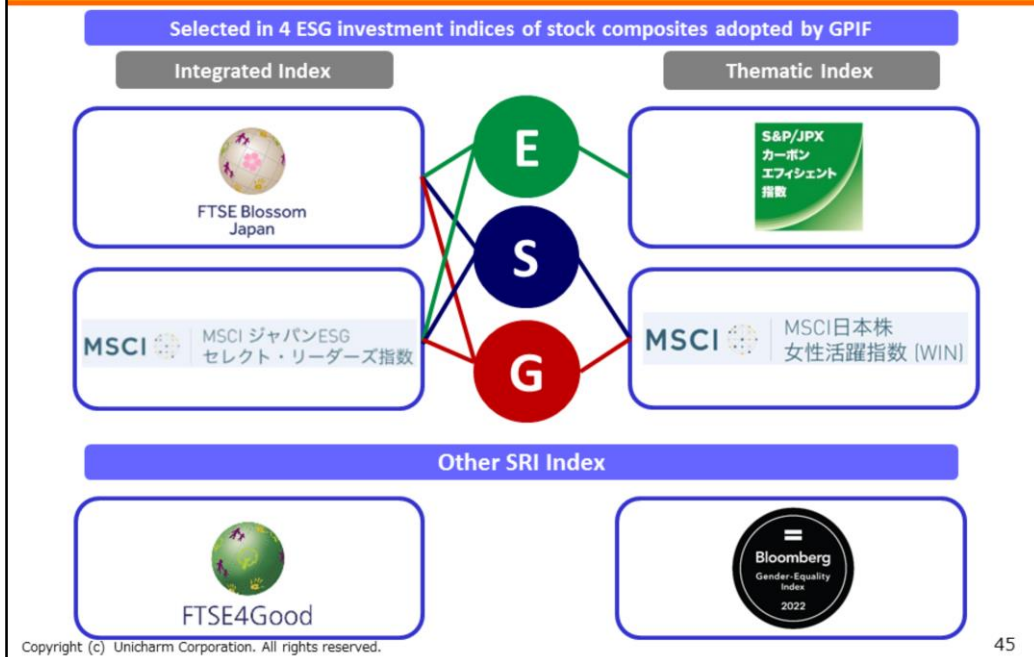 Selected in 4 ESG investment indices of stock composites adopted by GPIF
Integrated Index
Thematic Index
FTSE Blossom
Japan
E
S
G
S&P/JPX
カーボン
エフィシェント
指数
MSCI
MSCI ジャパンESG
セレクト・リーダーズ指数
MSCI
MSCI日本株
女性活躍指数 (WIN)
Other SRI Index
FTSE4Good
Bloomberg
Gender-Equality
Index
2022
Copyright (c) Unicharm Corporation. All rights reserved.
45